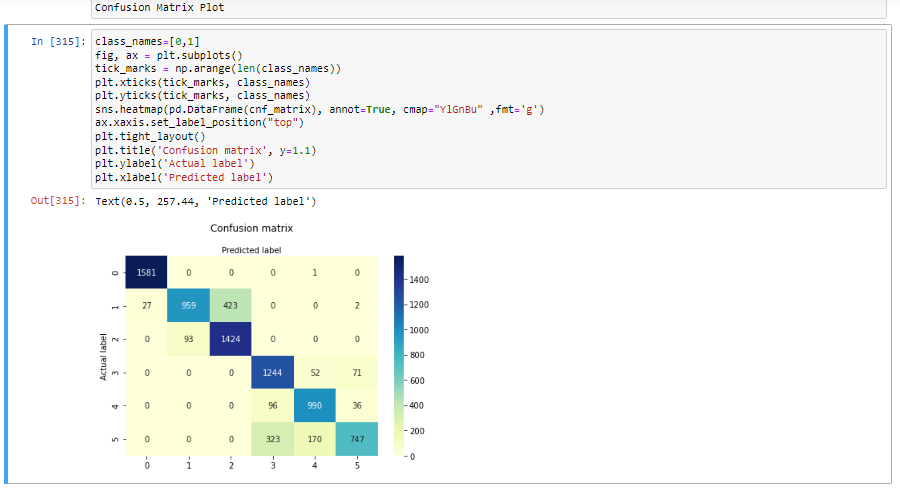 Confusion Matrix Plot
In [315]: class_names=[0,1]
fig, ax = plt.subplots()
tick_marks = np.arange(len(class_names))
plt.xticks(tick_marks, class_names)
plt.yticks(tick_marks, class_names)
sns.heatmap(pd.DataFrame(cnf_matrix), annot=True, cmap="YlGnBu" ,fmt='g')
ax.xaxis.set_label_position("top")
plt.tight_layout()
plt.title('Confusion matrix', y=1.1)
plt.ylabel('Actual label')
plt.xlabel('Predicted label')
Out[315]: Text(0.5, 257.44, 'Predicted label')
Confusion matrix
Predicted label
0 1581 0 0 0 1 0
1 27 959 423 0 0 2
2 0 93 1424 0 0 0
3 0 0 0 1244 52 71
4 0 0 0 96 990 36
5 0 0 0 323 170 747
0 1 2 3 4 5
Actual label
1400
1200
1000
800
600
400
200
0